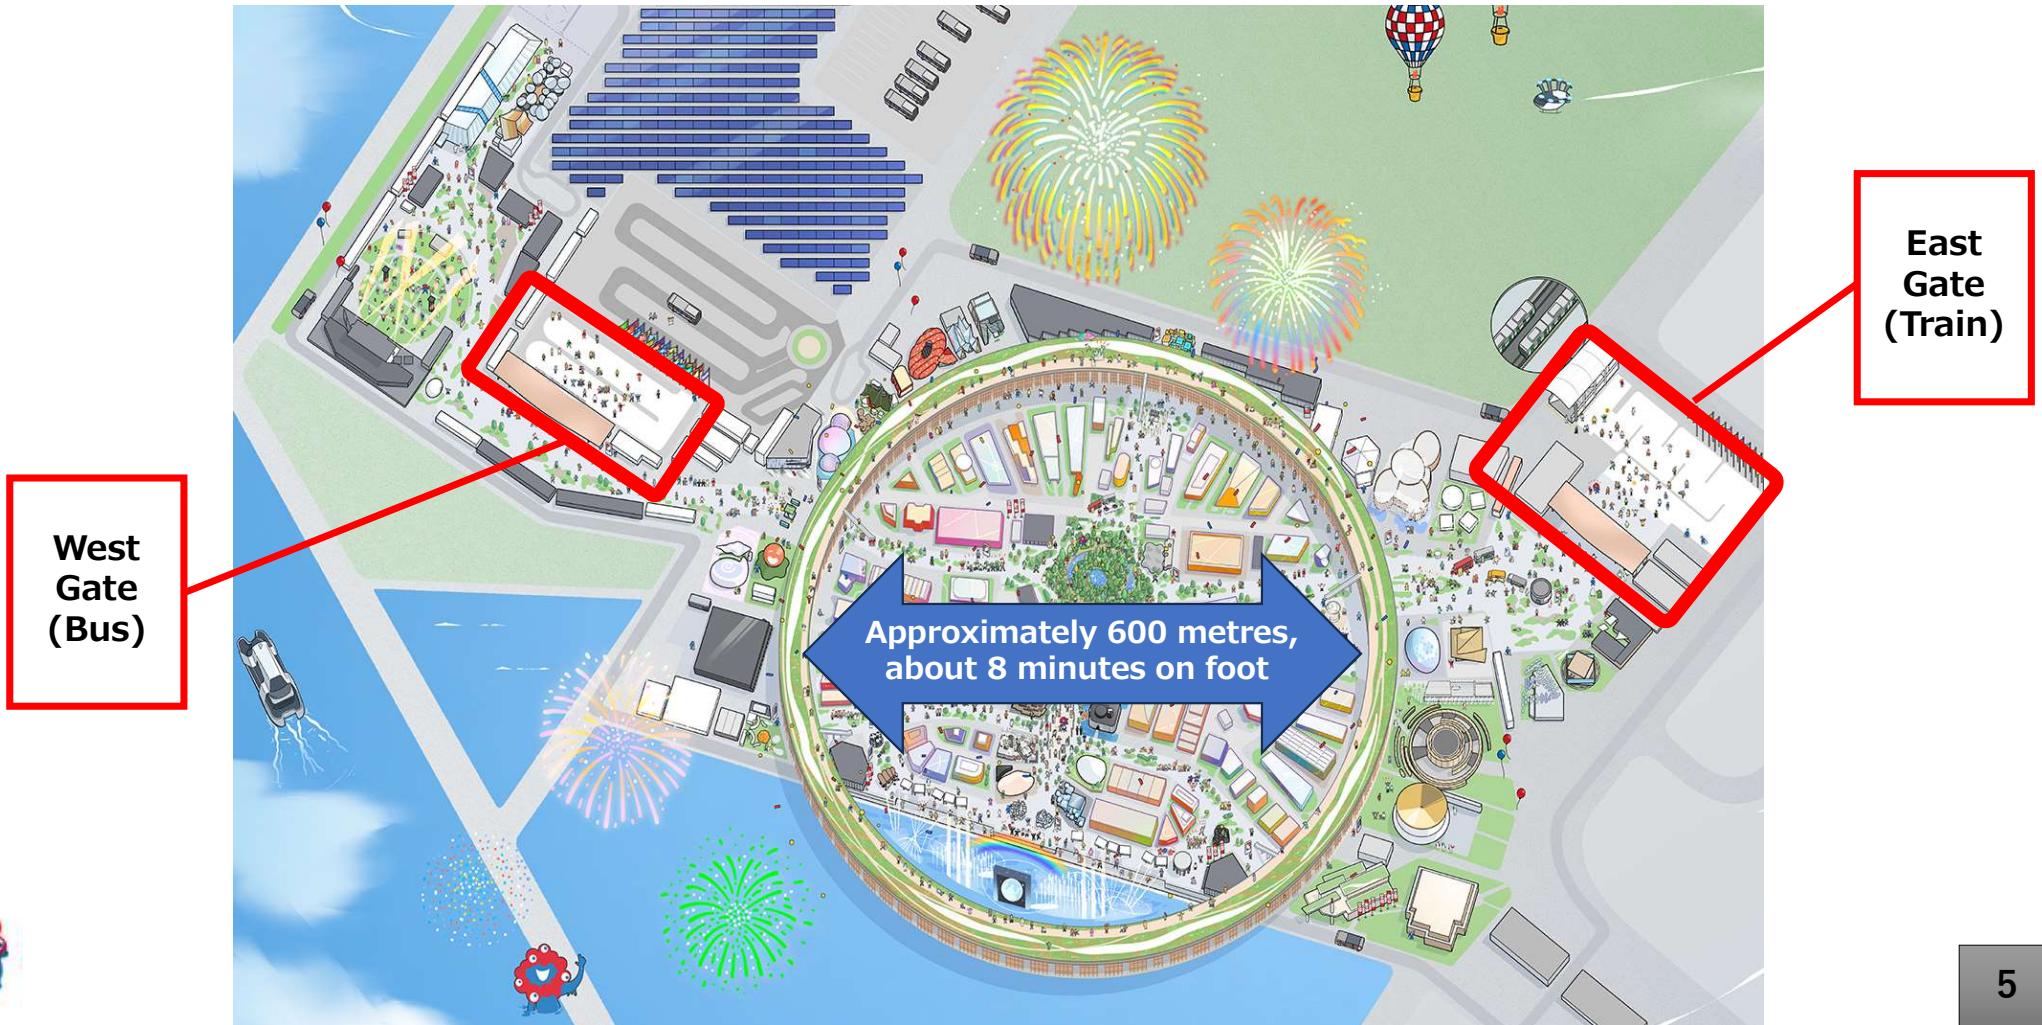 East
Gate
(Train)
West
Gate
(Bus)
Approximately 600 metres,
about 8 minutes on foot
5